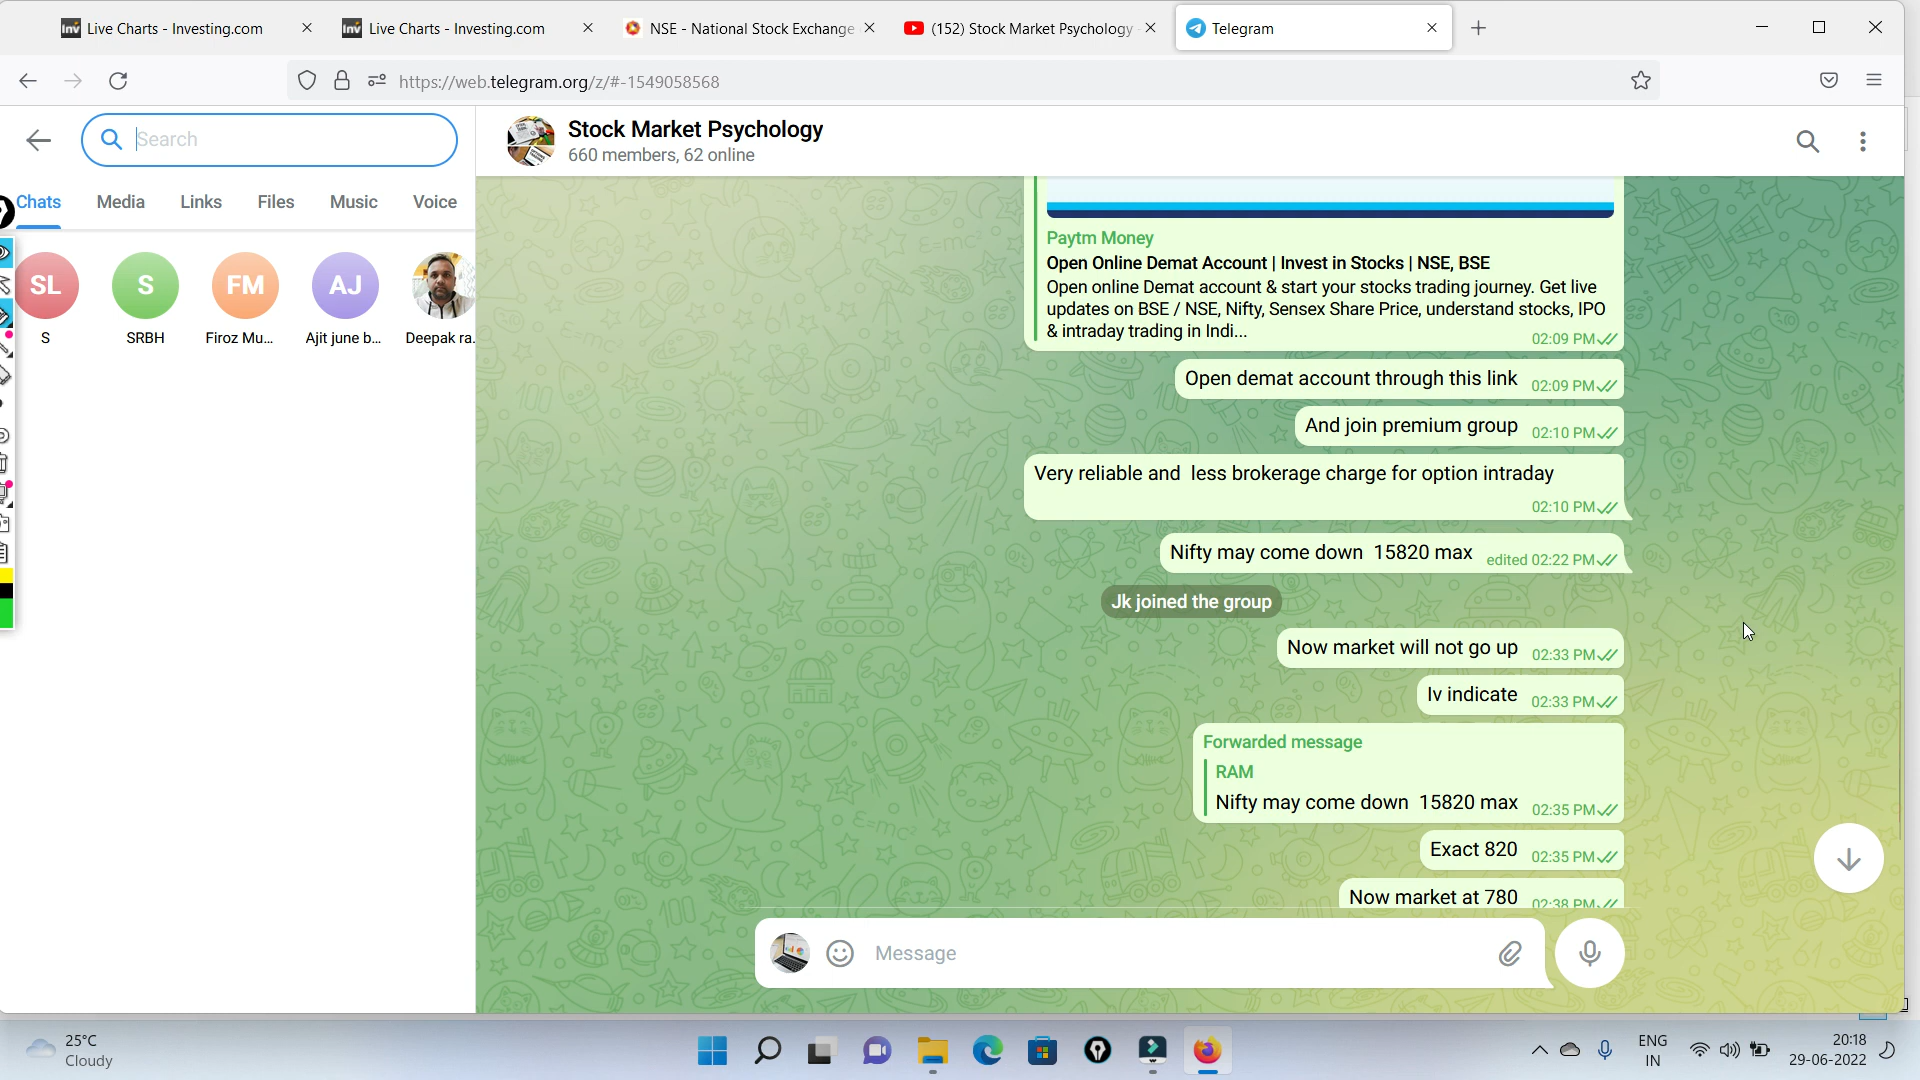 Live Charts - Investing.com
Live Charts - Investing.com
NSE - National Stock Exchange
(152) Stock Market Psychology -
Telegram
https://web.telegram.org/z/#-1549058568
Search
Stock Market Psychology
660 members, 62 online
Chats Media Links Files Music Voice
SL S FM AJ
S SRBH Firoz Mu... Ajit june b... Deepak ra.
Paytm Money
Open Online Demat Account | Invest in Stocks | NSE, BSE
Open online Demat account & start your stocks trading journey. Get live
updates on BSE / NSE, Nifty, Sensex Share Price, understand stocks, IPO
& intraday trading in Indi...
02:09 PM
Open demat account through this link 02:09 PM
And join premium group 02:10 PM
Very reliable and less brokerage charge for option intraday
02:10 PM
Nifty may come down 15820 max edited 02:22 PM
Jk joined the group
Now market will not go up 02:33 PM
Iv indicate 02:33 PM
Forwarded message
RAM
Nifty may come down 15820 max 02:35 PM
Exact 820 02:35 PM
Now market at 780 02:38 PM
Message
25°C
Cloudy
ENG
IN
20:18
29-06-2022